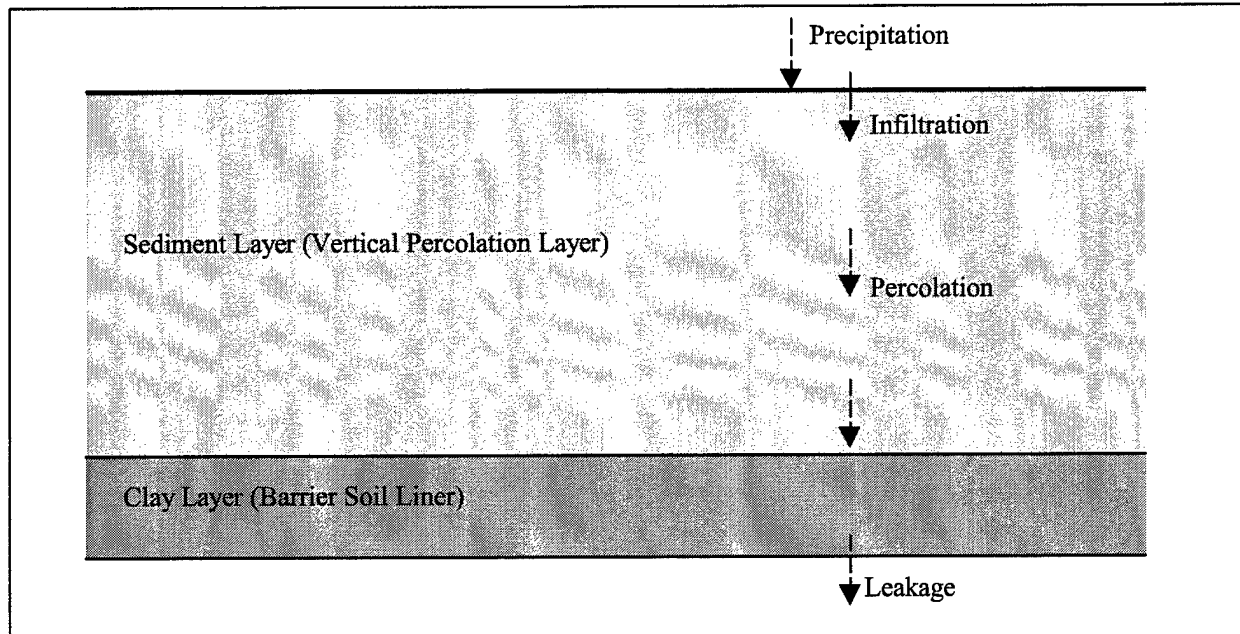 Precipitation
Infiltration
Sediment Layer (Vertical Percolation Layer)
Percolation
Clay Layer (Barrier Soil Liner)
Leakage